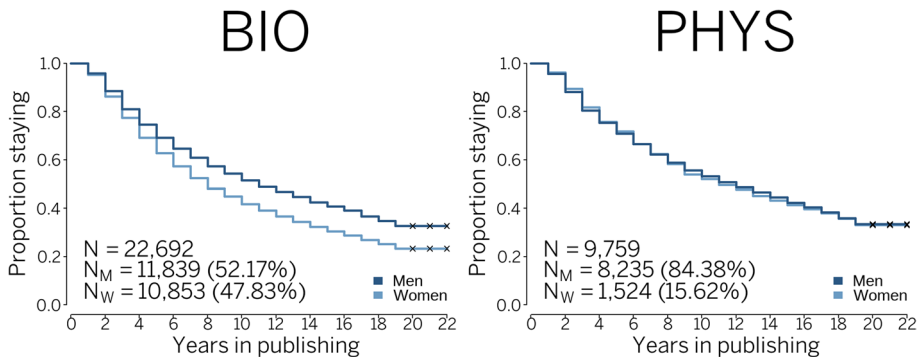 BIO
Proportion staying
1.0
0.8
0.6
0.4
0.2
0.0
N = 22,692
N_M = 11,839 (52.17%)
N_W = 10,853 (47.83%)
Men
Women
0 2 4 6 8 10 12 14 16 18 20 22
Years in publishing
PHYS
Proportion staying
1.0
0.8
0.6
0.4
0.2
0.0
N = 9,759
N_M = 8,235 (84.38%)
N_W = 1,524 (15.62%)
Men
Women
0 2 4 6 8 10 12 14 16 18 20 22
Years in publishing